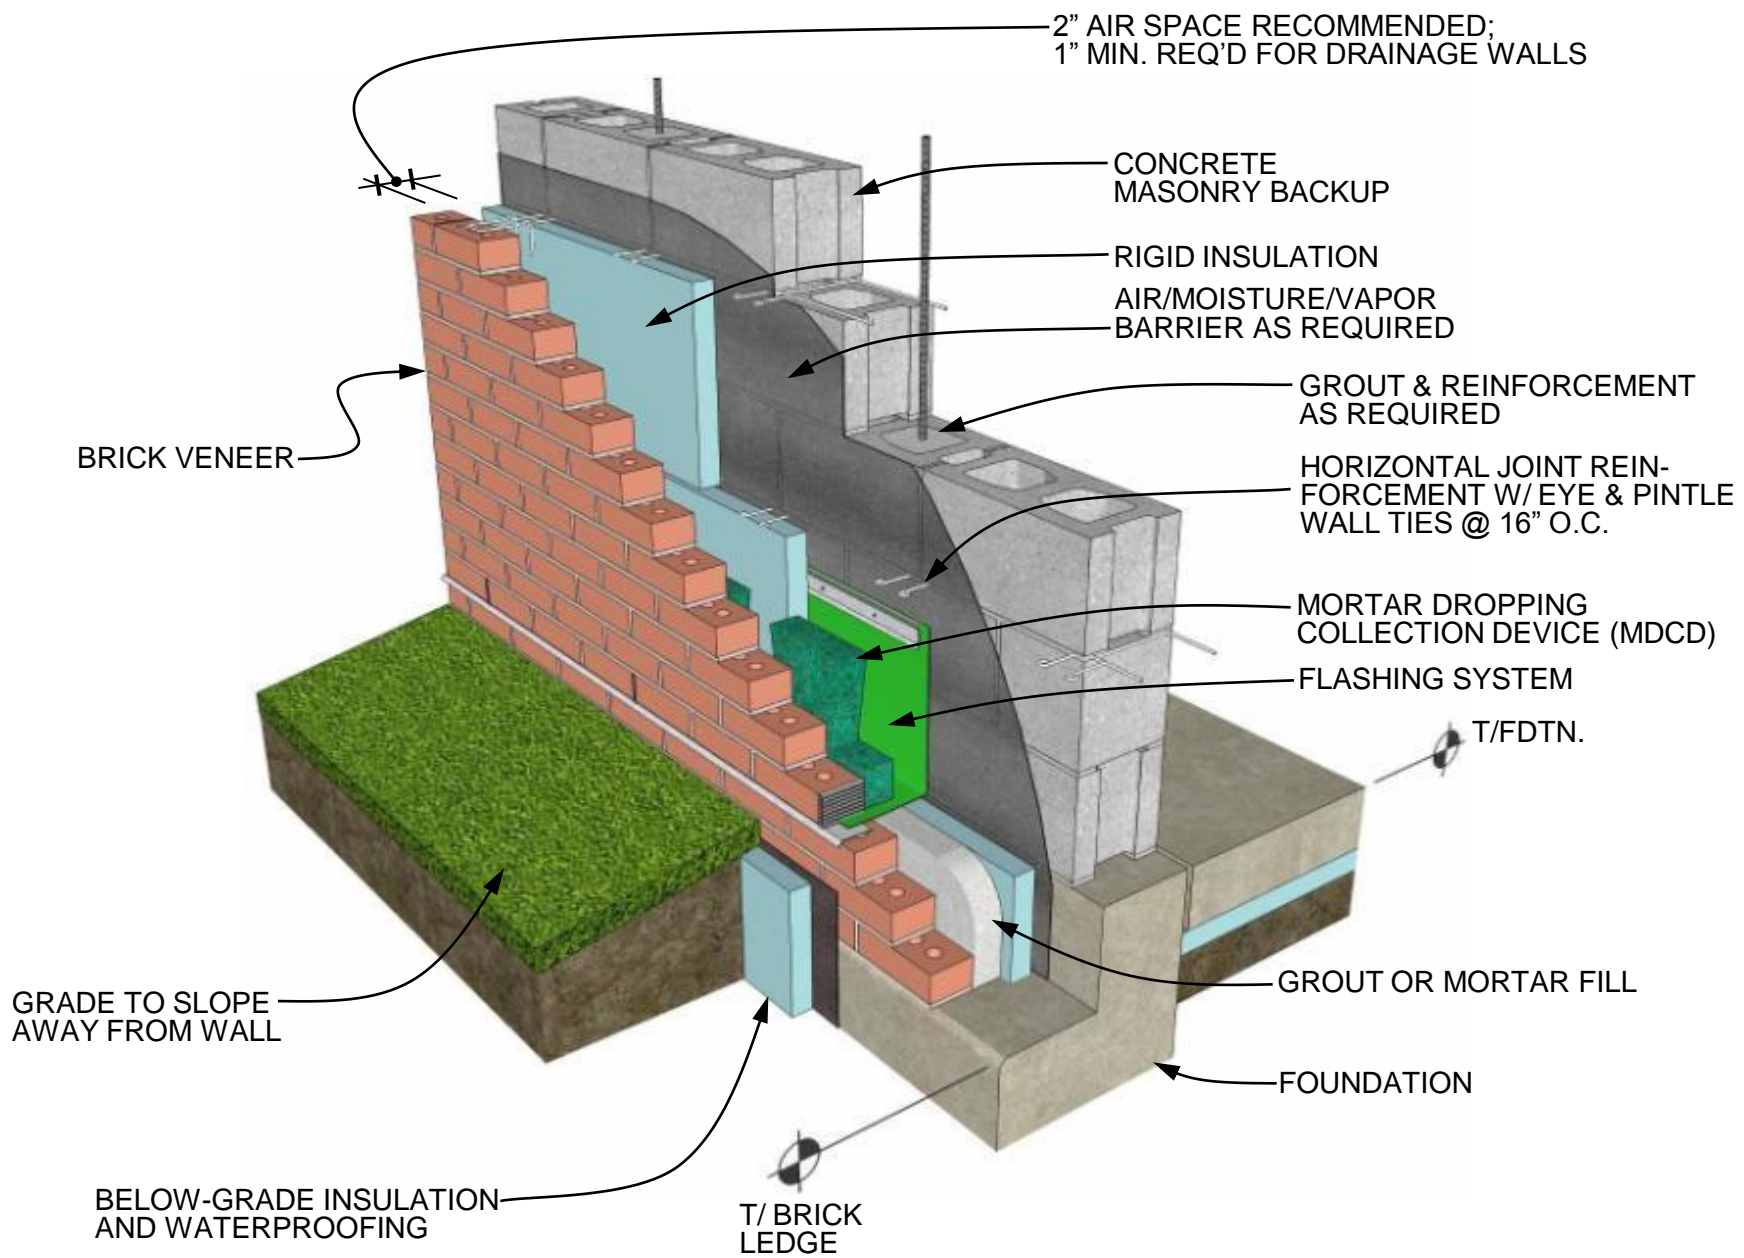 2” AIR SPACE RECOMMENDED;
1” MIN. REQ’D FOR DRAINAGE WALLS
CONCRETE
MASONRY BACKUP
RIGID INSULATION
AIR/MOISTURE/VAPOR
BARRIER AS REQUIRED
GROUT & REINFORCEMENT
AS REQUIRED
BRICK VENEER
HORIZONTAL JOINT REIN-
FORCEMENT W/ EYE & PINTLE
WALL TIES @ 16” O.C.
MORTAR DROPPING
COLLECTION DEVICE (MDCD)
FLASHING SYSTEM
T/FDTN.
GROUT OR MORTAR FILL
GRADE TO SLOPE
AWAY FROM WALL
FOUNDATION
BELOW-GRADE INSULATION
AND WATERPROOFING
T/ BRICK
LEDGE